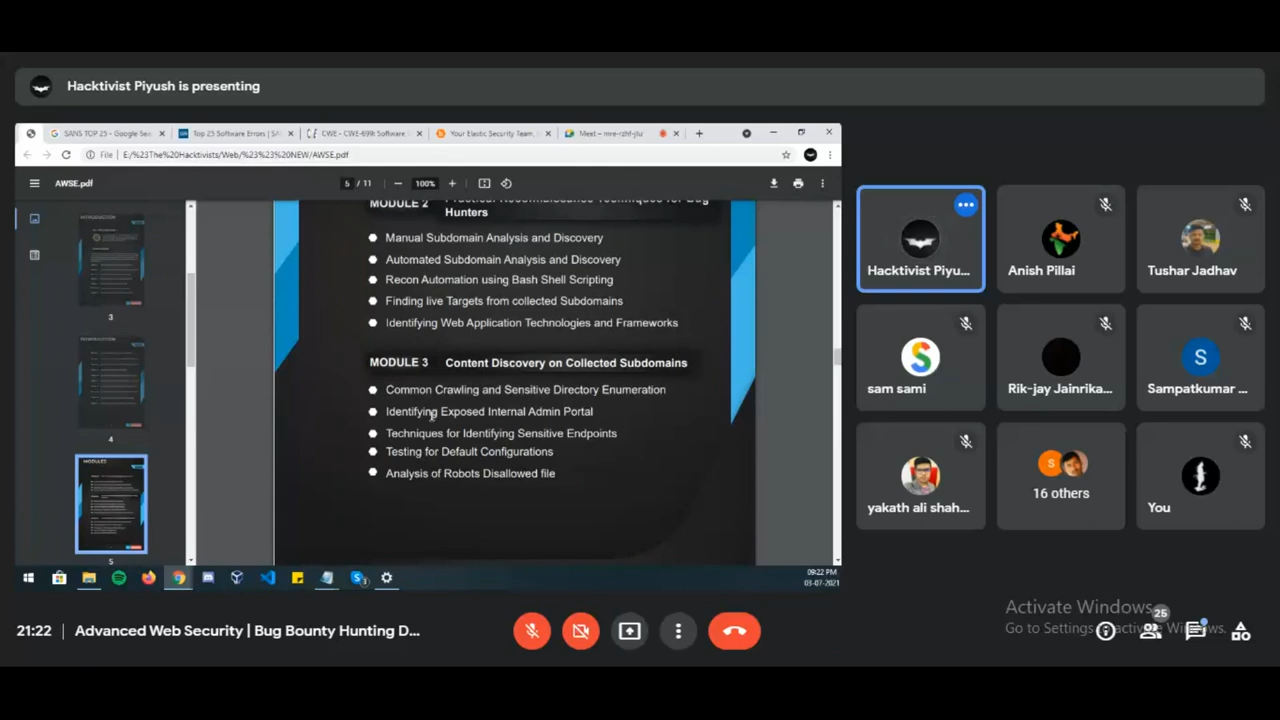 Hacktivist Piyush is presenting
SANS TOP 25 - Google Sea
Top 25 Software Errors | SA
CWE - CWE-699: Software
Your Elastic Security Team,
Meet – mre-rzhf-jtu
File | E:/%23The%20Hacktivists/Web/%23%23%20NEW/AWSE.pdf
AWSE.pdf
5 / 11
100%
3
4
5
MODULE 2 Practical Reconnaissance Techniques for Bug
Hunters
Manual Subdomain Analysis and Discovery
Automated Subdomain Analysis and Discovery
Recon Automation using Bash Shell Scripting
Finding live Targets from collected Subdomains
Identifying Web Application Technologies and Frameworks
MODULE 3 Content Discovery on Collected Subdomains
Common Crawling and Sensitive Directory Enumeration
Identifying Exposed Internal Admin Portal
Techniques for Identifying Sensitive Endpoints
Testing for Default Configurations
Analysis of Robots Disallowed file
09:22 PM
03-07-2021
Hacktivist Piyu...
Anish Pillai
Tushar Jadhav
sam sami
Rik-jay Jainrika...
S
Sampatkumar ...
yakath ali shah...
S
16 others
You
21:22 | Advanced Web Security | Bug Bounty Hunting D...
Activate Windows
Go to Settings to activate Windows.
25